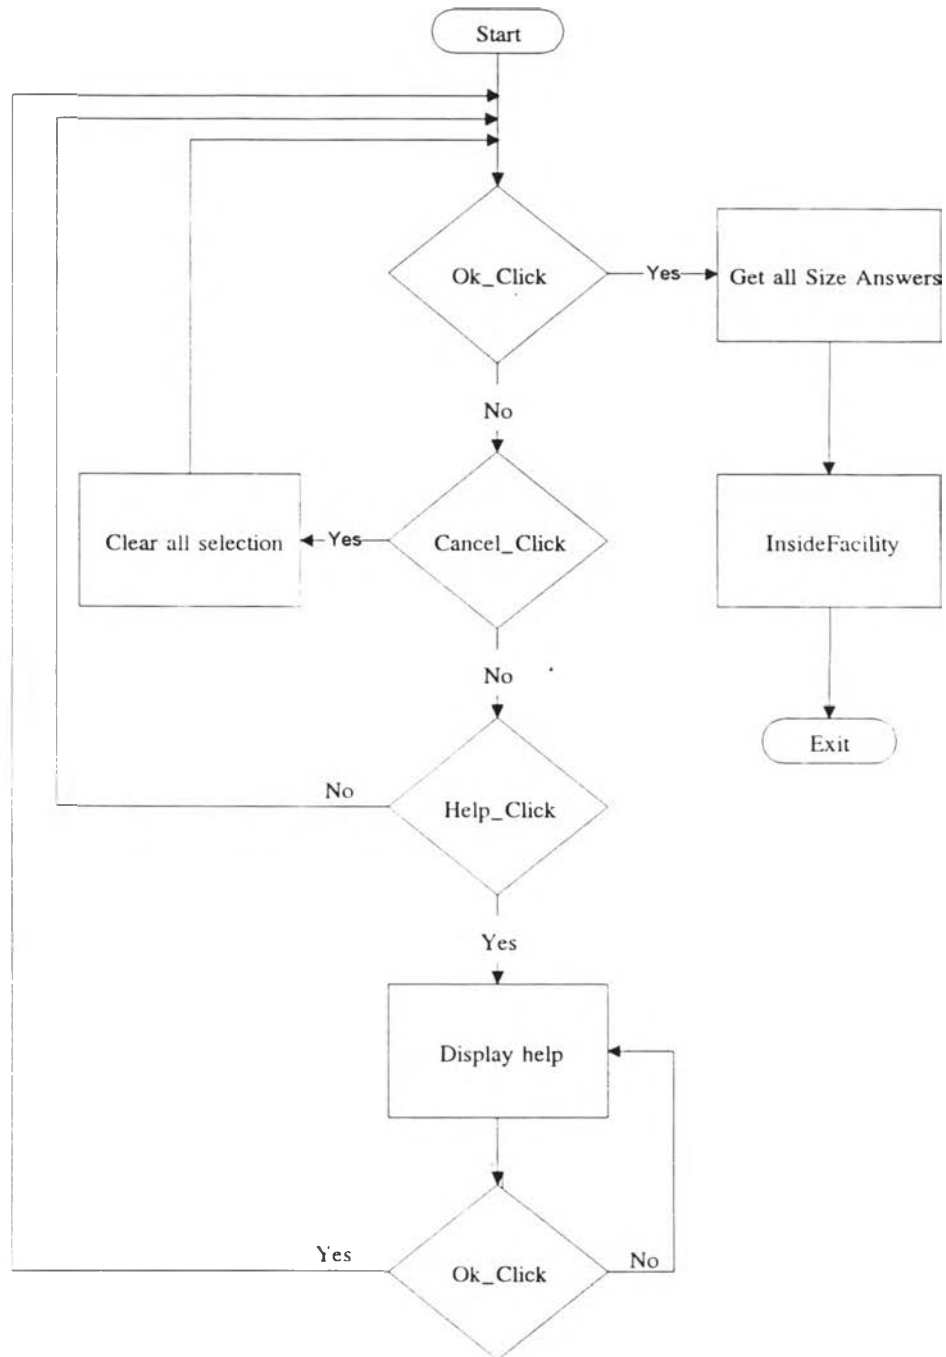 Start
Ok_Click
Yes
Get all Size Answers
No
Clear all selection
Yes
Cancel_Click
InsideFacility
No
Exit
No
Help_Click
Yes
Display help
Yes
Ok_Click
No